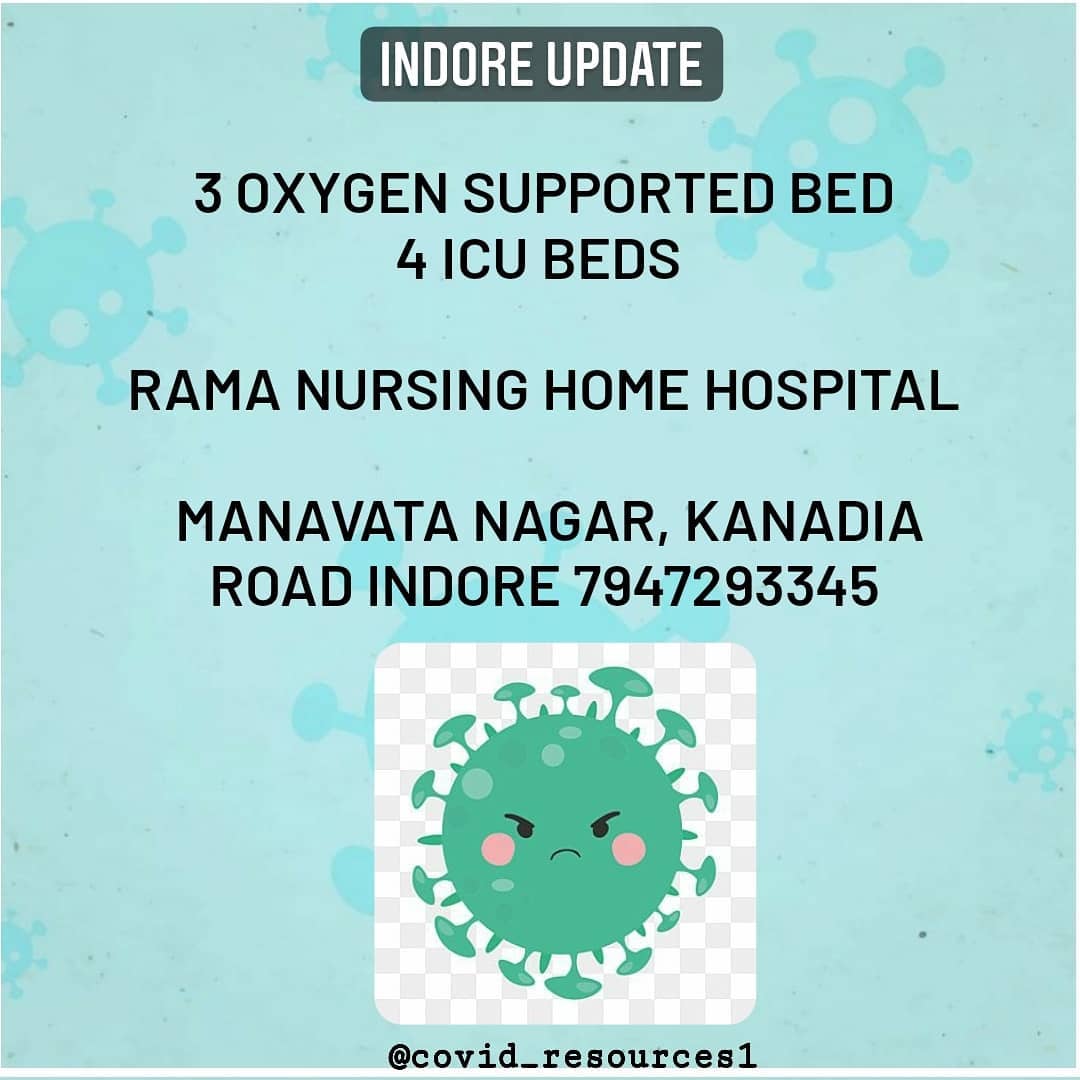 INDORE UPDATE
3 OXYGEN SUPPORTED BED
4 ICU BEDS
RAMA NURSING HOME HOSPITAL
MANAVATA NAGAR, KANADIA
ROAD INDORE 7947293345
@covid_resources1